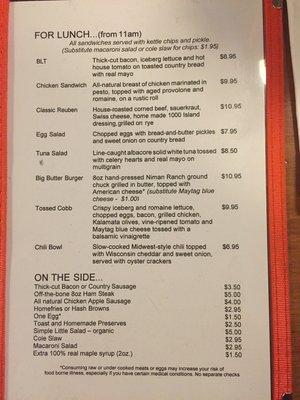 FOR LUNCH...(from 11am)
All sandwiches served with kettle chips and pickle.
(Substitute macaroni salad or cole slaw for chips: $1.95)
BLT Thick-cut bacon, iceberg lettuce and hot $8.95
house tomato on toasted country bread
with real mayo
Chicken Sandwich All-natural breast of chicken marinated in $9.95
pesto, topped with aged provolone and
romaine, on a rustic roll
Classic Reuben House-roasted corned beef, sauerkraut, $10.95
Swiss cheese, home made 1000 Island
dressing,grilled on rye
Egg Salad Chopped eggs with bread-and-butter pickles $7.95
and sweet onion on country bread
Tuna Salad Line-caught albacore solid white tuna tossed $8.50
with celery hearts and real mayo on
multigrain
Big Butter Burger 8oz hand-pressed Niman Ranch ground $10.95
chuck grilled in butter, topped with
American cheese* (substitute Maytag blue
cheese - $1.00)
Tossed Cobb Crispy iceberg and romaine lettuce, $9.95
chopped eggs, bacon, grilled chicken,
Kalamata olives, vine-ripened tomato and
Maytag blue cheese tossed with a
balsamic vinaigrette
Chili Bowl Slow-cooked Midwest-style chili topped $6.95
with Wisconsin cheddar and sweet onion,
served with oyster crackers
ON THE SIDE...
Thick-cut Bacon or Country Sausage $3.50
Off-the-bone 8oz Ham Steak $5.00
All natural Chicken Apple Sausage $4.00
Homefries or Hash Browns $2.95
One Egg* $1.50
Toast and Homemade Preserves $2.50
Simple Little Salad – organic $5.00
Cole Slaw $2.95
Macaroni Salad $2.95
Extra 100% real maple syrup (2oz.) $1.50
*Consuming raw or under cooked meats or eggs may increase your risk of
food borne illness, especially if you have certain medical conditions. No separate checks